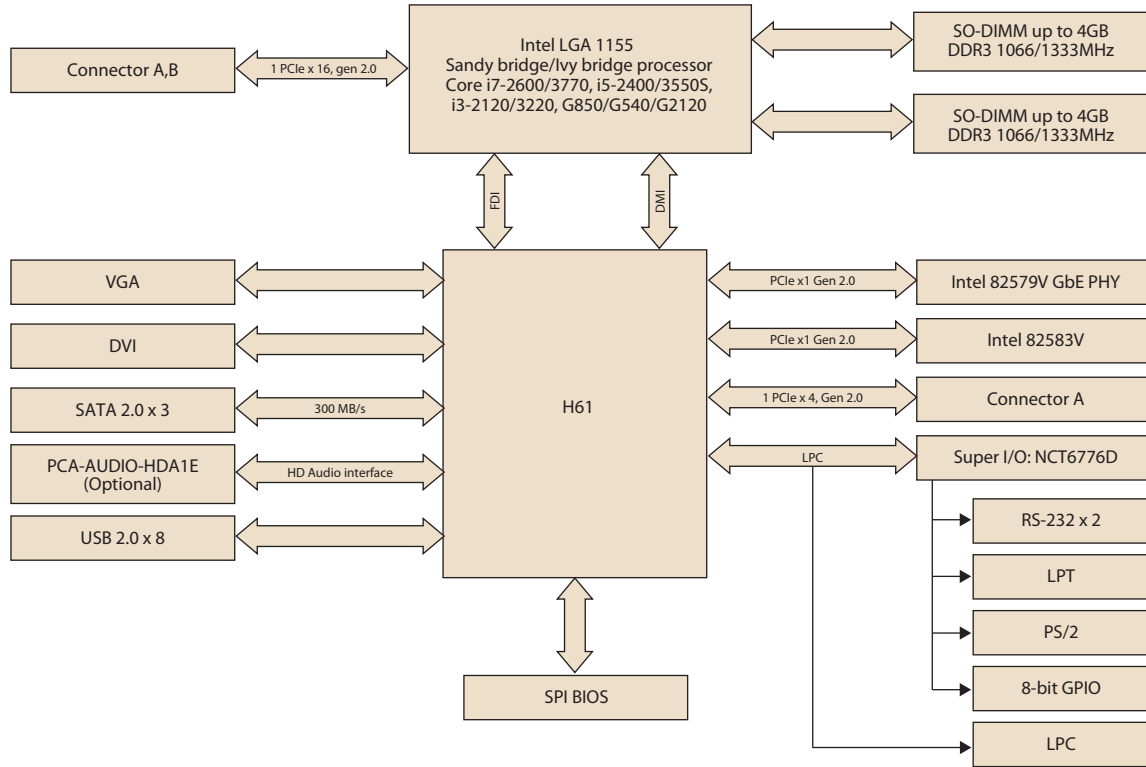 Intel LGA 1155
Sandy bridge/Ivy bridge processor
Core i7-2600/3770, i5-2400/3550S,
i3-2120/3220, G850/G540/G2120
Connector A,B
1 PCIe x 16, gen 2.0
SO-DIMM up to 4GB
DDR3 1066/1333MHz
SO-DIMM up to 4GB
DDR3 1066/1333MHz
FDI
DMI
VGA
DVI
SATA 2.0 x 3
300 MB/s
PCA-AUDIO-HDA1E
(Optional)
HD Audio interface
USB 2.0 x 8
H61
PCIe x1 Gen 2.0
Intel 82579V GbE PHY
PCIe x1 Gen 2.0
Intel 82583V
1 PCIe x 4, Gen 2.0
Connector A
LPC
Super I/O: NCT6776D
RS-232 x 2
LPT
PS/2
8-bit GPIO
LPC
SPI BIOS